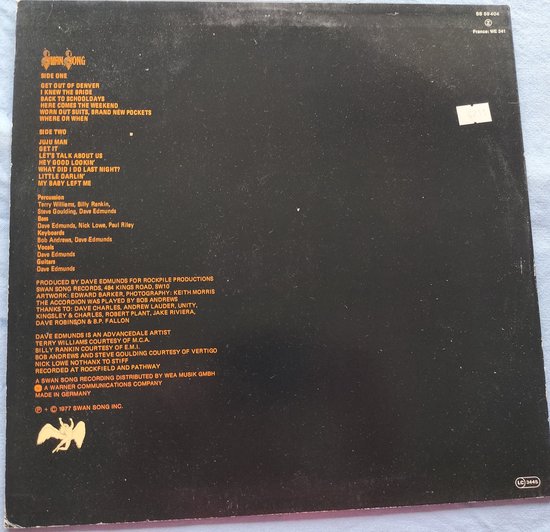 SS 59 404
France: WE 341
SWAN SONG
SIDE ONE
GET OUT OF DENVER
I KNEW THE BRIDE
BACK TO SCHOOLDAYS
HERE COMES THE WEEKEND
WORN OUT SUITS, BRAND NEW POCKETS
WHERE OR WHEN
SIDE TWO
JUJU MAN
GET IT
LET'S TALK ABOUT US
HEY GOOD LOOKIN'
WHAT DID I DO LAST NIGHT?
LITTLE DARLIN'
MY BABY LEFT ME
Percussion
Terry Williams, Billy Rankin,
Steve Goulding, Dave Edmunds
Bass
Dave Edmunds, Nick Lowe, Paul Riley
Keyboards
Bob Andrews, Dave Edmunds
Vocals
Dave Edmunds
Guitars
Dave Edmunds
PRODUCED BY DAVE EDMUNDS FOR ROCKPILE PRODUCTIONS
SWAN SONG RECORDS, 484 KINGS ROAD, SW10
ARTWORK: EDWARD BARKER, PHOTOGRAPHY: KEITH MORRIS
THE ACCORDION WAS PLAYED BY BOB ANDREWS
THANKS TO: DAVE CHARLES, ANDREW LAUDER, UNITY,
KINGSLEY & CHARLES, ROBERT PLANT, JAKE RIVIERA,
DAVE ROBINSON & B.P. FALLON
DAVE EDMUNDS IS AN ADVANCEDALE ARTIST
TERRY WILLIAMS COURTESY OF M.C.A.
BILLY RANKIN COURTESY OF E.M.I.
BOB ANDREWS AND STEVE GOULDING COURTESY OF VERTIGO
NICK LOWE NOTHANX TO STIFF
RECORDED AT ROCKFIELD AND PATHWAY
A SWAN SONG RECORDING DISTRIBUTED BY WEA MUSIK GMBH
A WARNER COMMUNICATIONS COMPANY
MADE IN GERMANY
℗ + © 1977 SWAN SONG INC.
LC 3445